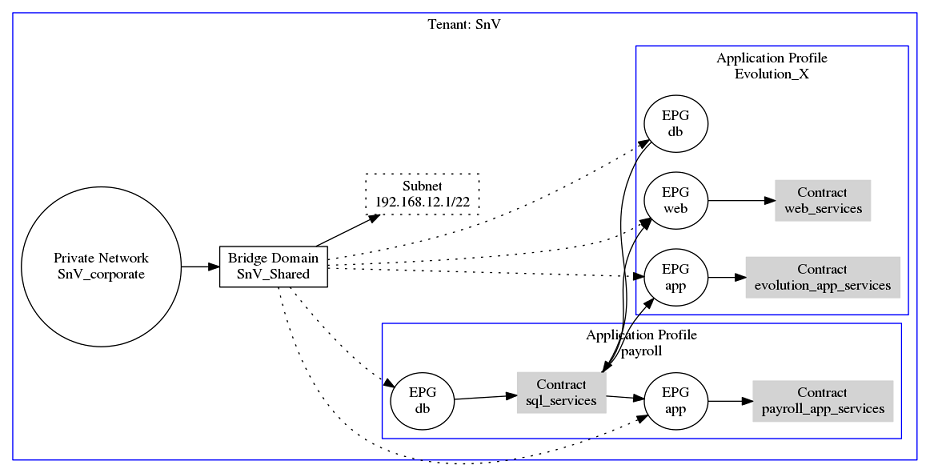 Tenant: SnV
Application Profile
Evolution_X
EPG
db
Subnet
192.168.12.1/22
EPG
web
Contract
web_services
Private Network
SnV_corporate
Bridge Domain
SnV_Shared
EPG
app
Contract
evolution_app_services
Application Profile
payroll
EPG
db
Contract
sql_services
EPG
app
Contract
payroll_app_services